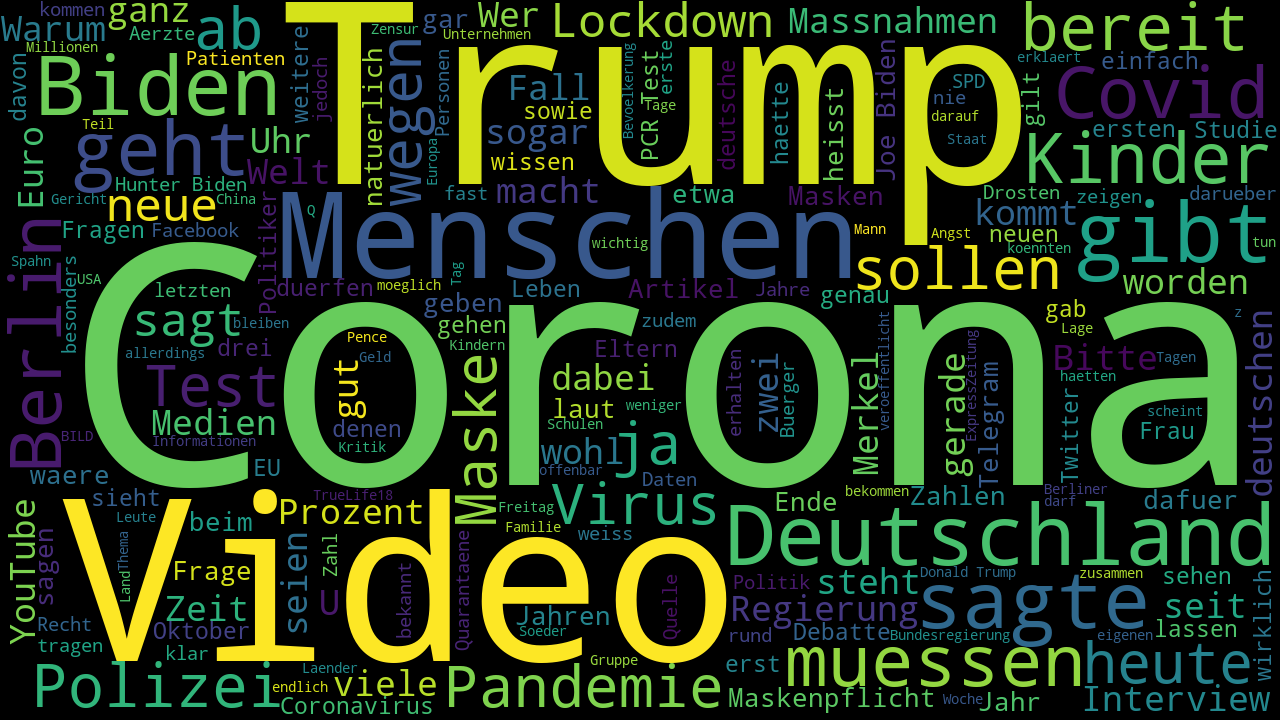 kommen
ganz
Warum
Aerzte
ab
Millionen
Patienten
davon
Biden
Teil
geht
Uhr
Euro
Welt
weitere
jedoch
Trump
Zensur
gar
Unternehmen
Wer
Lockdown
Massnahmen
bereit
natuerlich
wegen
Personen
Europa
Fall
sowie
sogar
wissen
Bevoelkerung
PCR Test
erste
Tage
deutsche
haette
heisst
Joe Biden
SPD
nie
darauf
Staat
gilt
erklaert
einfach
Covid
ersten
Studie
Kinder
Hunter Biden
Gericht
China
neue
Fragen
Facebook
Politiker
Q
fast
macht
etwa
Masken
Drosten
zeigen
darueber
kommt
neuen
koennten
gibt
tun
Menschen
wichtig
Mann
Angst
sollen
worden
Berlin
Spahn
USA
besonders
letzten
sagt
bleiben
allerdings
drei
duerfen
moeglich
Tag
geben
gehen
Leben
Artikel
Jahre
genau
zudem
gab
Lage
z
Corona
Pence
Geld
Kindern
Eltern
Test
gut
Medien
denen
Kritik
Informationen
BILD
EU
waere
Maske
dabei
laut
weniger
Schulen
wohl
ja
offenbar
Daten
erhalten
zwei
Buerger
Merkel
veroeffentlicht
gerade
ExpressZeitung
Telegram
Twitter
Bitte
Tagen
haetten
scheint
Frau
deutschen
YouTube
sieht
Leute
sagen
Thema
Land
beim
TrueLife18
Prozent
Frage
Zeit
seien
Zahl
Freitag
Familie
Virus
weiss
Ende
bekommen
Zahlen
Berliner
darf
dafuer
Video
Deutschland
Recht
Oktober
tragen
klar
U
bekannt
Quarantaene
Jahren
Soeder
Quelle
Politik
steht
Donald Trump
zusammen
sehen
Regierung
sagte
seit
rund
Debatte
Bundesregierung
eigenen
lassen
wirklich
Polizei
endlich
Laender
viele
Coronavirus
Gruppe
Pandemie
erst
muessen
heute
Maskenpflicht
Woche
Jahr
Interview